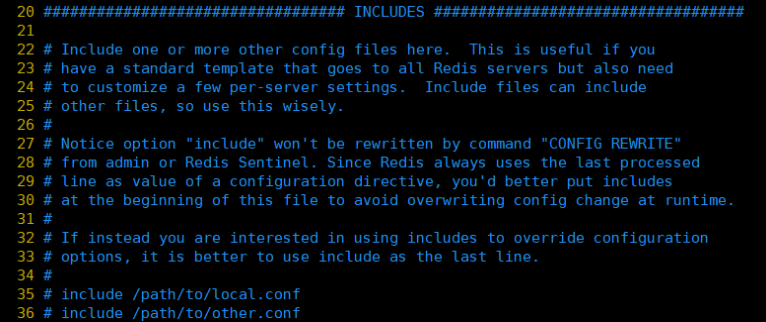 20 ################################## INCLUDES ###################################
21
22 # Include one or more other config files here.  This is useful if you
23 # have a standard template that goes to all Redis servers but also need
24 # to customize a few per-server settings.  Include files can include
25 # other files, so use this wisely.
26 #
27 # Notice option "include" won't be rewritten by command "CONFIG REWRITE"
28 # from admin or Redis Sentinel. Since Redis always uses the last processed
29 # line as value of a configuration directive, you'd better put includes
30 # at the beginning of this file to avoid overwriting config change at runtime.
31 #
32 # If instead you are interested in using includes to override configuration
33 # options, it is better to use include as the last line.
34 #
35 # include /path/to/local.conf
36 # include /path/to/other.conf